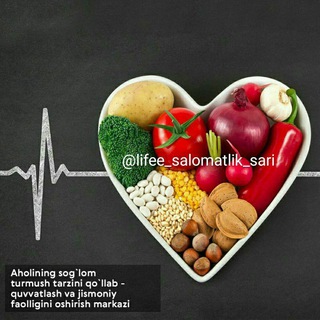 @lifee_salomatlik_sari
Aholining sog`lom
turmush tarzini qo`llab -
quvvatlash va jismoniy
faolligini oshirish markazi